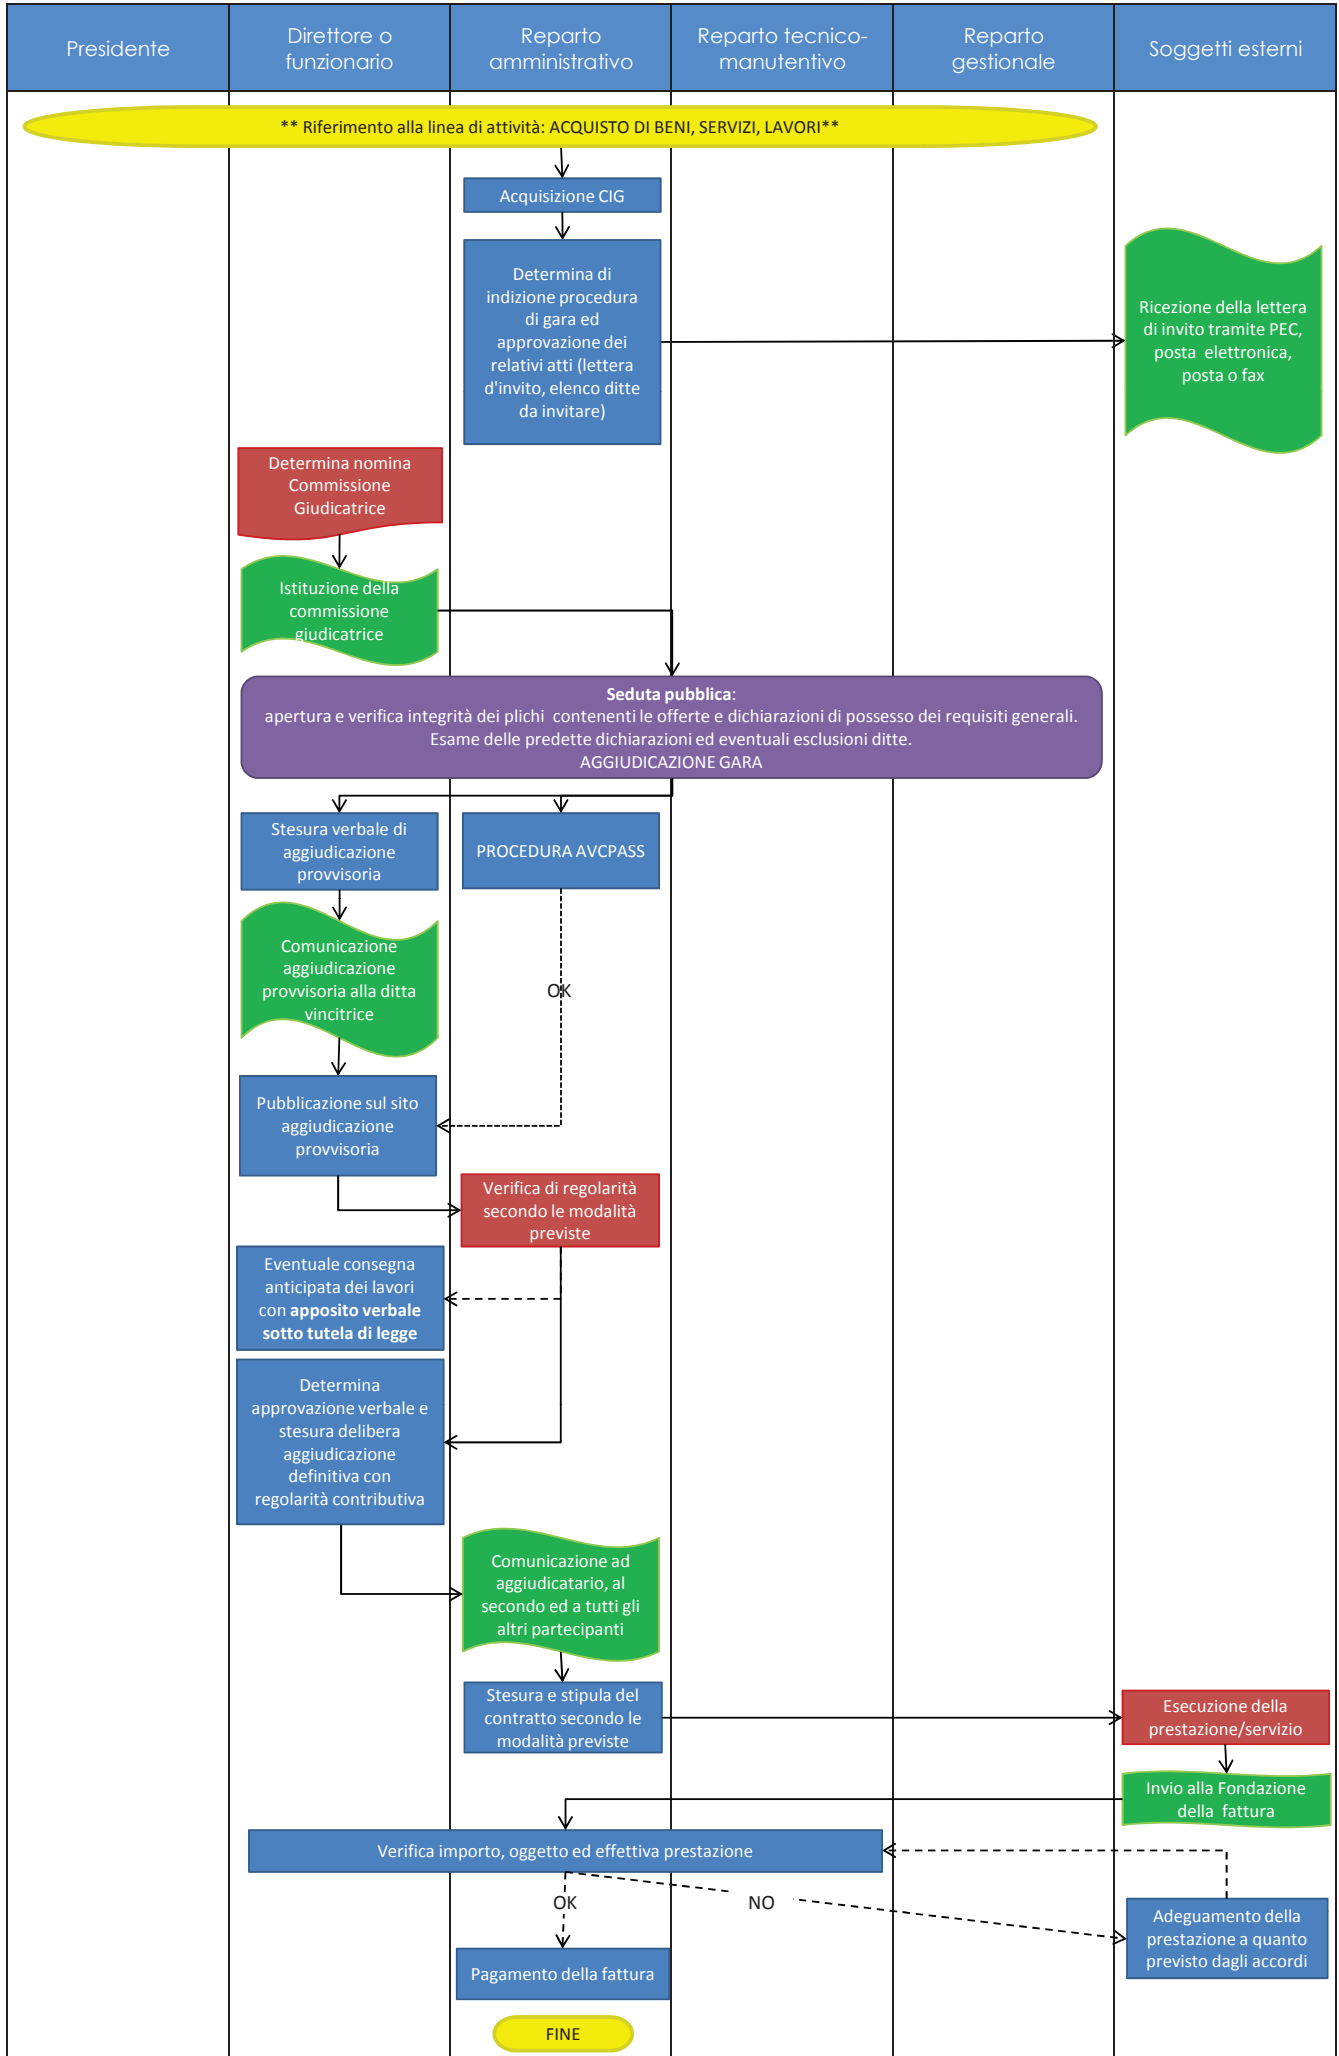 Presidente
Direttore o
funzionario
Reparto
amministrativo
Reparto tecnico-
manutentivo
Reparto
gestionale
Soggetti esterni
** Riferimento alla linea di attività: ACQUISTO DI BENI, SERVIZI, LAVORI**
Acquisizione CIG
Determina di
indizione procedura
di gara ed
approvazione dei
relativi atti (lettera
d'invito, elenco ditte
da invitare)
Ricezione della lettera
di invito tramite PEC,
posta elettronica,
posta o fax
Determina nomina
Commissione
Giudicatrice
Istituzione della
commissione
giudicatrice
Seduta pubblica:
apertura e verifica integrità dei plichi contenenti le offerte e dichiarazioni di possesso dei requisiti generali.
Esame delle predette dichiarazioni ed eventuali esclusioni ditte.
AGGIUDICAZIONE GARA
Stesura verbale di
aggiudicazione
provvisoria
PROCEDURA AVCPASS
Comunicazione
aggiudicazione
provvisoria alla ditta
vincitrice
OK
Pubblicazione sul sito
aggiudicazione
provvisoria
Verifica di regolarità
secondo le modalità
previste
Eventuale consegna
anticipata dei lavori
con apposito verbale
sotto tutela di legge
Determina
approvazione verbale e
stesura delibera
aggiudicazione
definitiva con
regolarità contributiva
Comunicazione ad
aggiudicatario, al
secondo ed a tutti gli
altri partecipanti
Stesura e stipula del
contratto secondo le
modalità previste
Esecuzione della
prestazione/servizio
Invio alla Fondazione
della fattura
Verifica importo, oggetto ed effettiva prestazione
OK
NO
Adeguamento della
prestazione a quanto
previsto dagli accordi
Pagamento della fattura
FINE